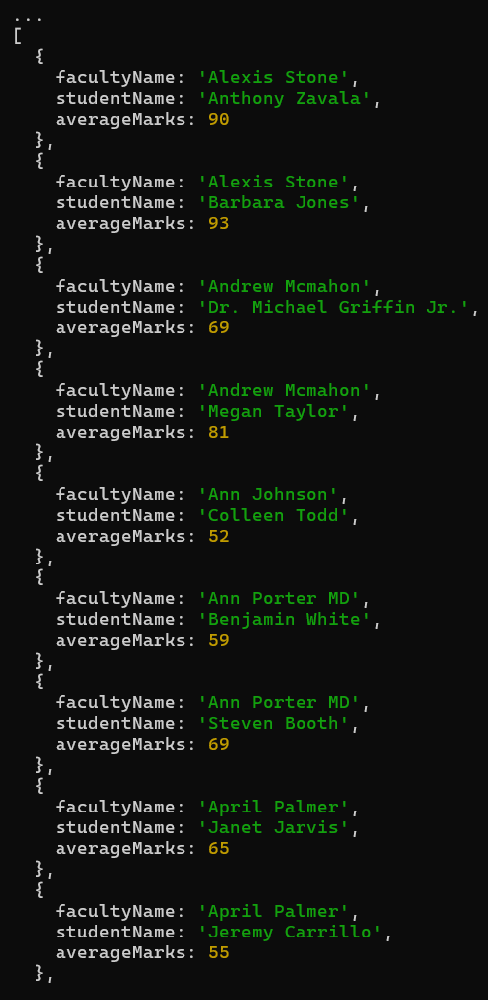 ...
[
  {
    facultyName: 'Alexis Stone',
    studentName: 'Anthony Zavala',
    averageMarks: 90
  },
  {
    facultyName: 'Alexis Stone',
    studentName: 'Barbara Jones',
    averageMarks: 93
  },
  {
    facultyName: 'Andrew Mcmahon',
    studentName: 'Dr. Michael Griffin Jr.',
    averageMarks: 69
  },
  {
    facultyName: 'Andrew Mcmahon',
    studentName: 'Megan Taylor',
    averageMarks: 81
  },
  {
    facultyName: 'Ann Johnson',
    studentName: 'Colleen Todd',
    averageMarks: 52
  },
  {
    facultyName: 'Ann Porter MD',
    studentName: 'Benjamin White',
    averageMarks: 59
  },
  {
    facultyName: 'Ann Porter MD',
    studentName: 'Steven Booth',
    averageMarks: 69
  },
  {
    facultyName: 'April Palmer',
    studentName: 'Janet Jarvis',
    averageMarks: 65
  },
  {
    facultyName: 'April Palmer',
    studentName: 'Jeremy Carrillo',
    averageMarks: 55
  },